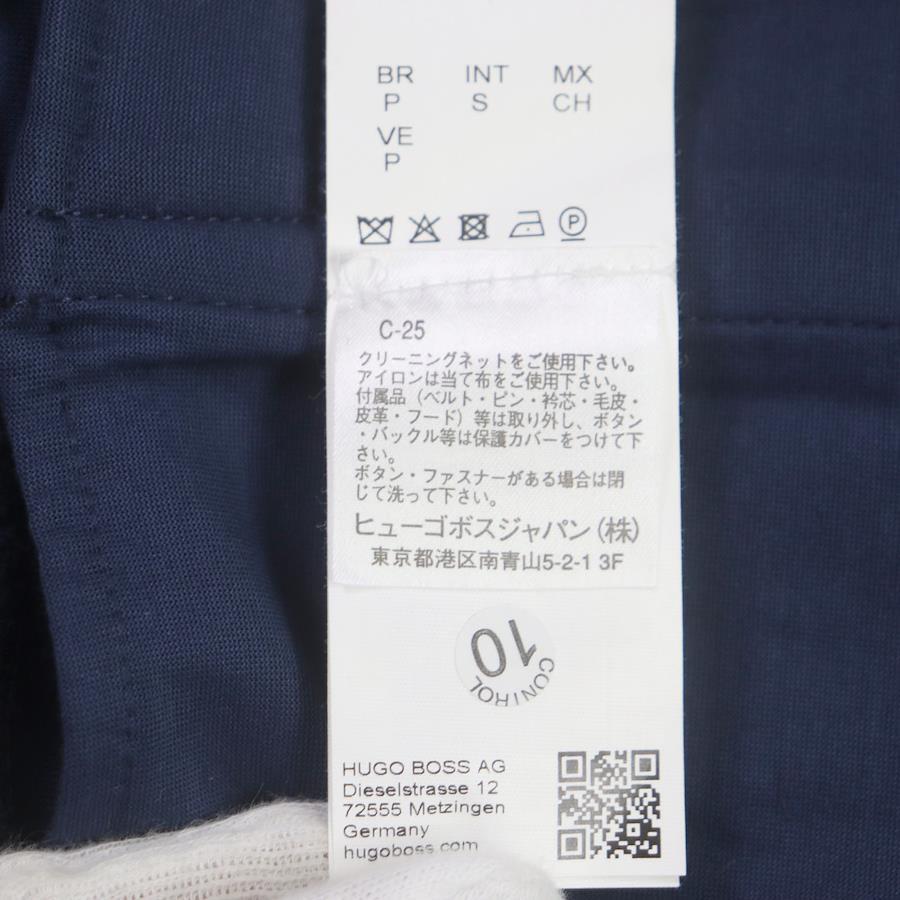 BR INT MX
P S CH
VE
P
P
C-25
クリーニングネットをご使用下さい。
アイロンは当て布をご使用下さい。
付属品（ベルト・ピン・衿芯・毛皮・
皮革・フード）等は取り外し、ボタン
・バックル等は保護カバーをつけて下
さい。
ボタン・ファスナーがある場合は閉
じて洗って下さい。
ヒューゴボスジャパン(株)
東京都港区南青山5-2-1 3F
10
CONTROL
HUGO BOSS AG
Dieselstrasse 12
72555 Metzingen
Germany
hugoboss.com